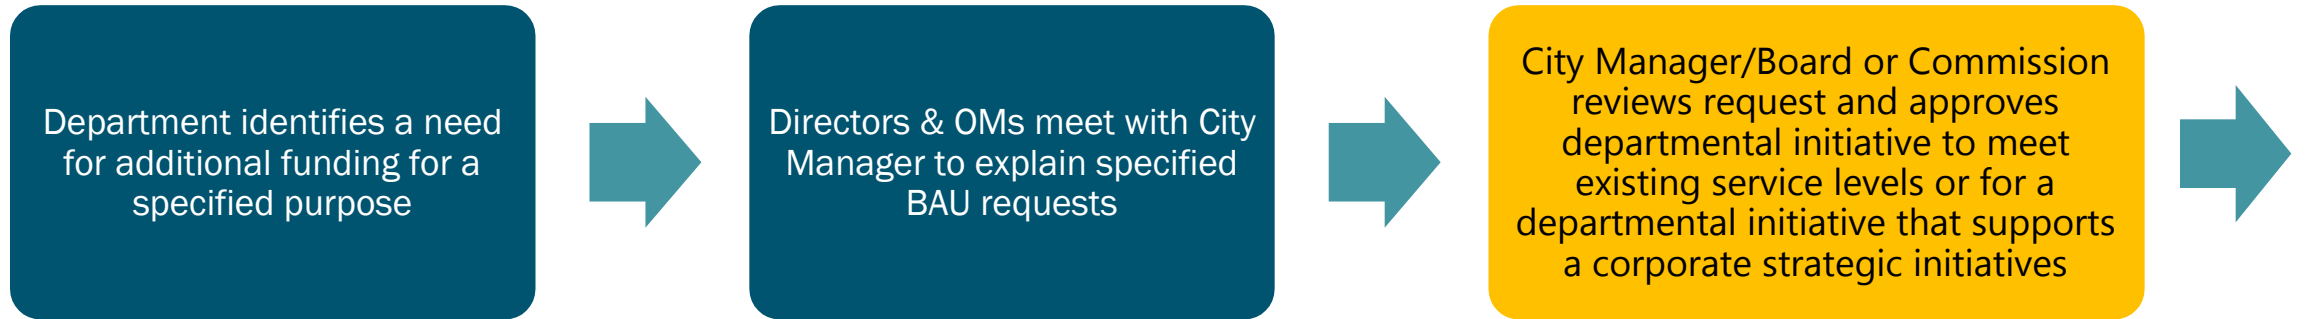 Department identifies a need
for additional funding for a
specified purpose
Directors & OMs meet with City
Manager to explain specified
BAU requests
City Manager/Board or Commission
reviews request and approves
departmental initiative to meet
existing service levels or for a
departmental initiative that supports
a corporate strategic initiatives